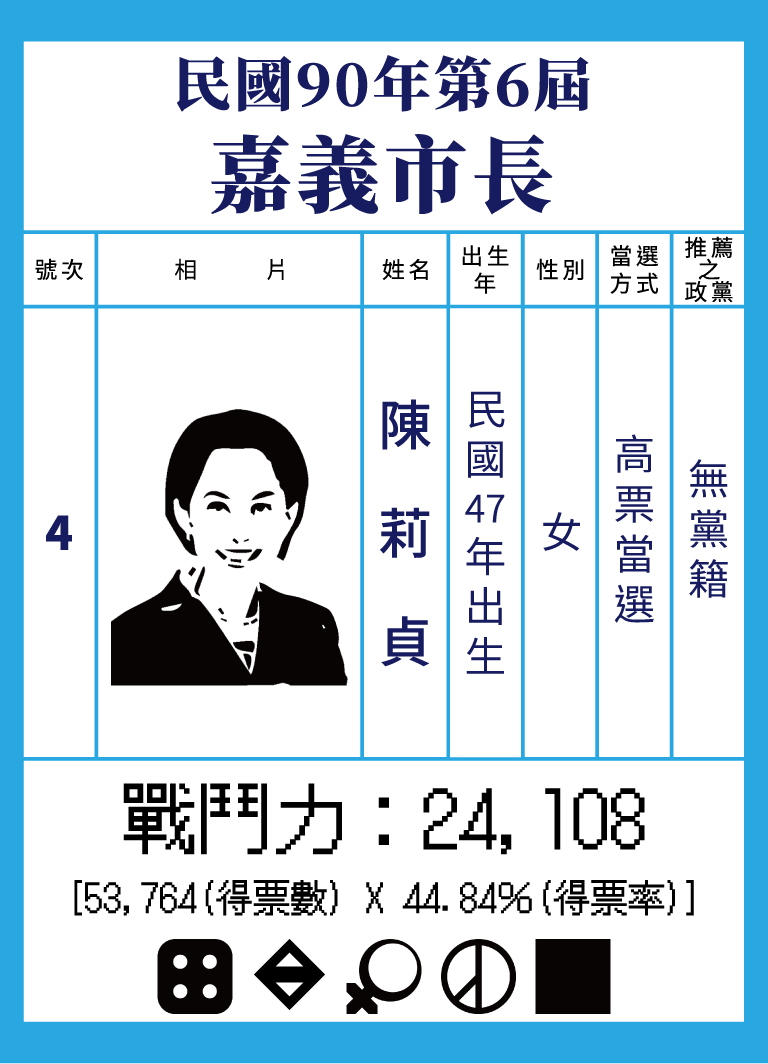 民國90年第6屆
嘉義市長
號次
相片
姓名
出生年
性別
當選方式
推薦之政黨
4
陳莉貞
民國47年出生
女
高票當選
無黨籍
戰鬥力：24,108
[53,764(得票數) X 44.84%(得票率)]